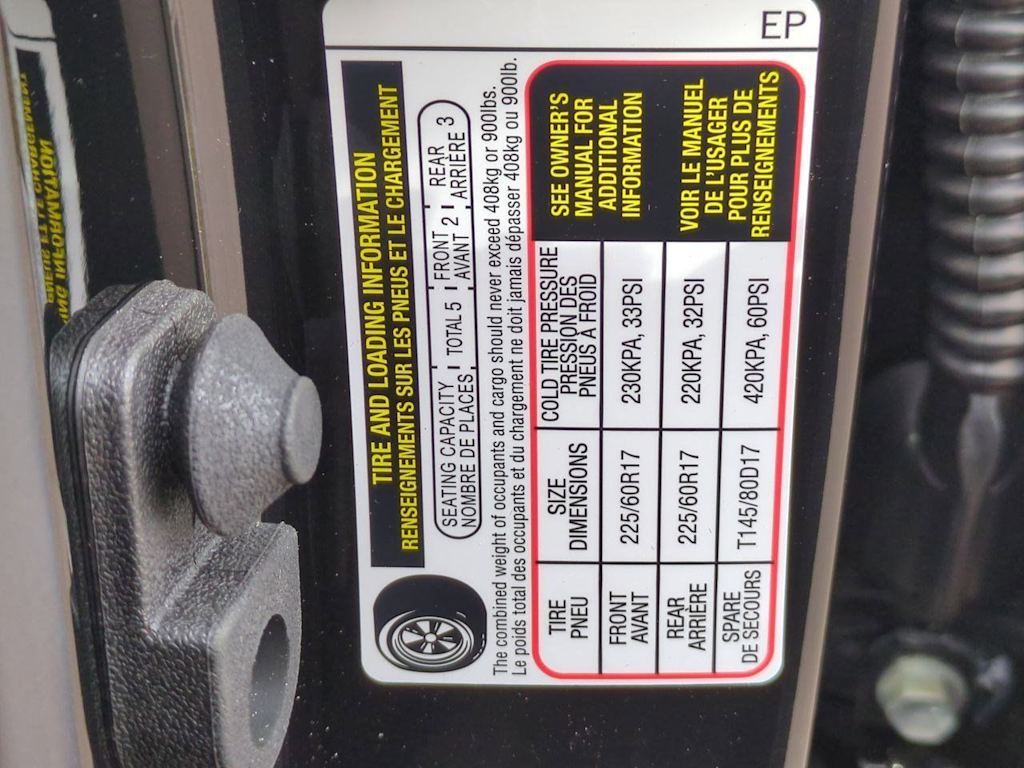 EP
TIRE AND LOADING INFORMATION
RENSEIGNEMENTS SUR LES PNEUS ET LE CHARGEMENT
SEATING CAPACITY TOTAL 5 FRONT 2 REAR 3
NOMBRE DE PLACES AVANT ARRIÈRE
The combined weight of occupants and cargo should never exceed 408kg or 900lbs.
Le poids total des occupants et du chargement ne doit jamais dépasser 408kg ou 900lb.
TIRE
PNEU
SIZE
DIMENSIONS
COLD TIRE PRESSURE
PRESSION DES
PNEUS À FROID
FRONT
AVANT
225/60R17
230KPA, 33PSI
REAR
ARRIÈRE
225/60R17
220KPA, 32PSI
SPARE
DE SECOURS
T145/80D17
420KPA, 60PSI
SEE OWNER'S
MANUAL FOR
ADDITIONAL
INFORMATION
VOIR LE MANUEL
DE L'USAGER
POUR PLUS DE
RENSEIGNEMENTS